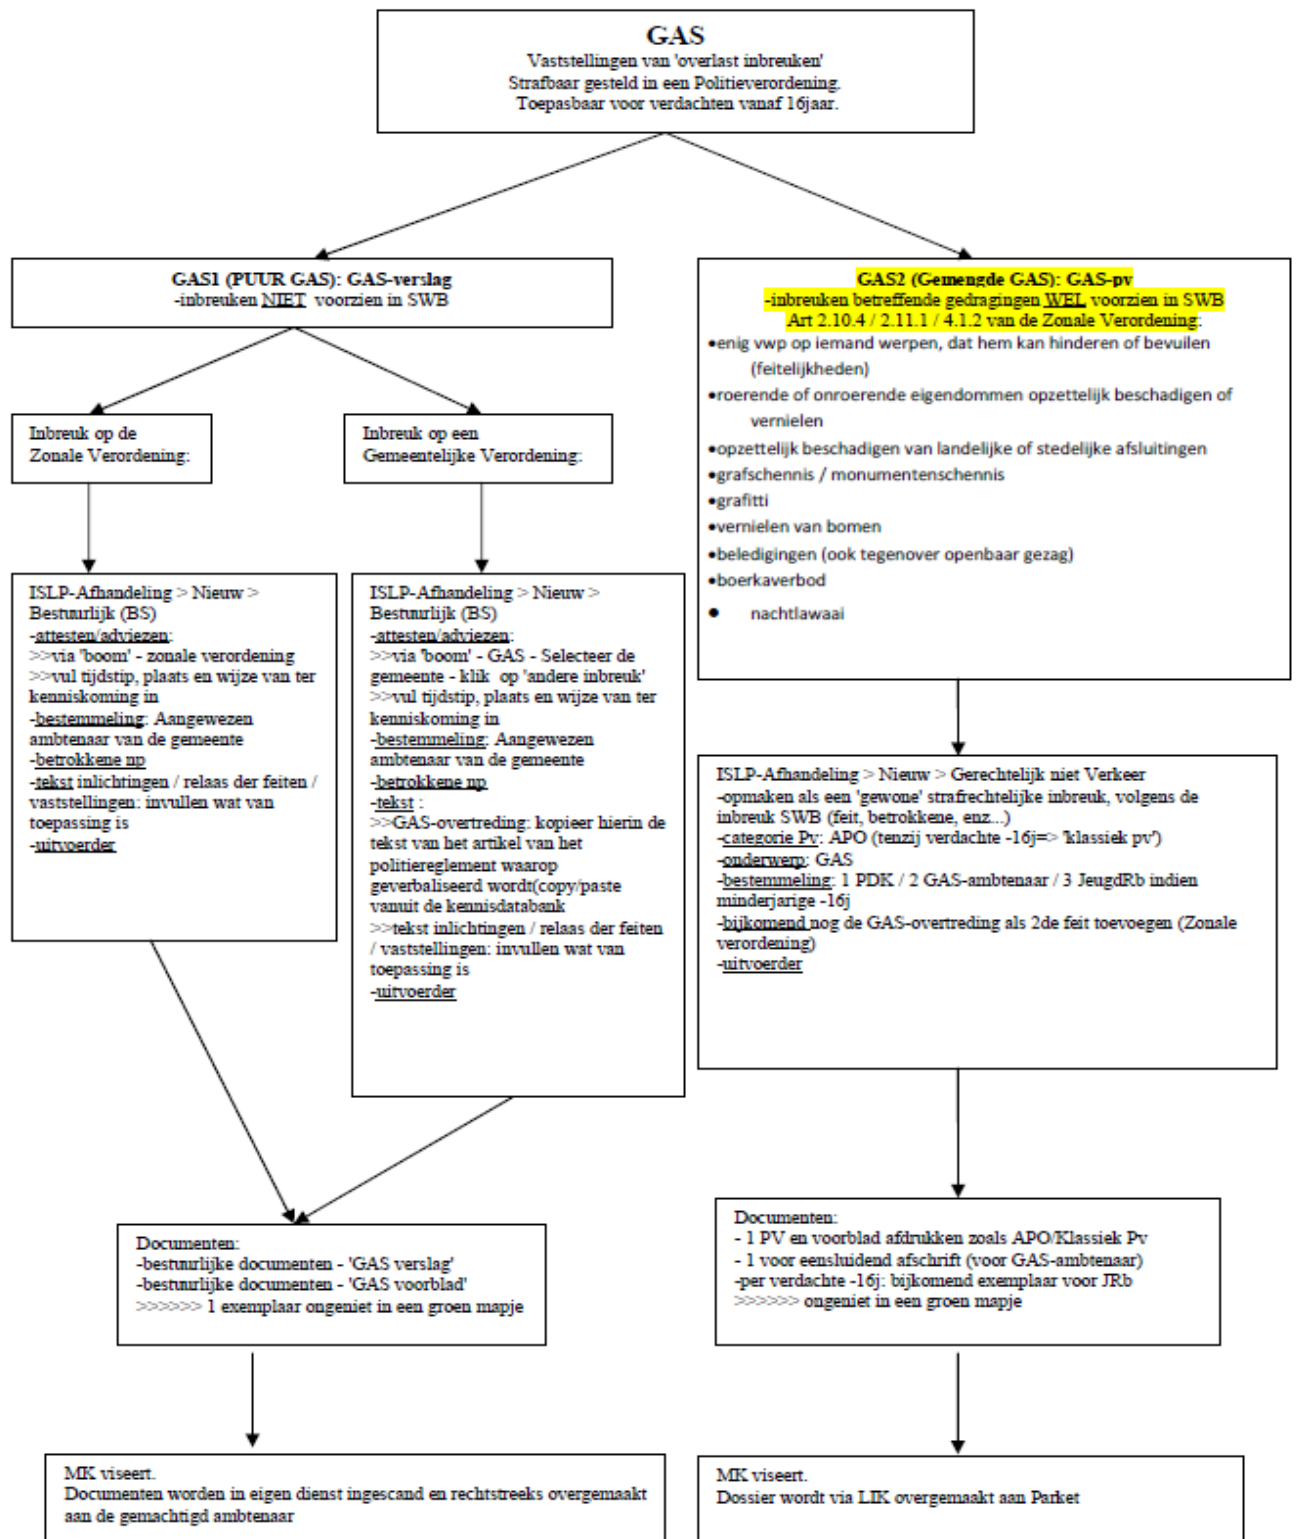 GAS
Vaststellingen van 'overlast inbreuken'
Strafbaar gesteld in een Politieverordening.
Toepasbaar voor verdachten vanaf 16jaar.
GAS1 (PUUR GAS): GAS-verslag
-inbreuken NIET voorzien in SWB
GAS2 (Gemengde GAS): GAS-pv
-inbreuken betreffende gedragingen WEL voorzien in SWB
Art 2.10.4 / 2.11.1 / 4.1.2 van de Zonale Verordening:
•enig vwp op iemand werpen, dat hem kan hinderen of bevuilen
(feitelijkheden)
•roerende of onroerende eigendommen opzettelijk beschadigen of
vernielen
•opzettelijk beschadigen van landelijke of stedelijke afsluitingen
•grafschennis / monumentenschennis
•grafitti
•vernielen van bomen
•beledigingen (ook tegenover openbaar gezag)
•boerkaverbod
• nachtlawaai
Inbreuk op de
Zonale Verordening:
Inbreuk op een
Gemeentelijke Verordening:
ISLP-Afhandeling > Nieuw >
Bestuurlijk (BS)
-attesten/adviezen:
>>via 'boom' - zonale verordening
>>vul tijdstip, plaats en wijze van ter
kenniskoming in
-bestemmeling: Aangewezen
ambtenaar van de gemeente
-betrokkene np
-tekst inlichtingen / relaas der feiten /
vaststellingen: invullen wat van
toepassing is
-uitvoerder
ISLP-Afhandeling > Nieuw >
Bestuurlijk (BS)
-attesten/adviezen:
>>via 'boom' - GAS - Selecteer de
gemeente - klik op 'andere inbreuk'
>>vul tijdstip, plaats en wijze van ter
kenniskoming in
-bestemmeling: Aangewezen
ambtenaar van de gemeente
-betrokkene np
-tekst :
>>GAS-overtreding: kopieer hierin de
tekst van het artikel van het
politiereglement waarop
geverbaliseerd wordt(copy/paste
vanuit de kennisdatabank
>>tekst inlichtingen / relaas der feiten
/ vaststellingen: invullen wat van
toepassing is
-uitvoerder
ISLP-Afhandeling > Nieuw > Gerechtelijk niet Verkeer
-opmaken als een 'gewone' strafrechtelijke inbreuk, volgens de
inbreuk SWB (feit, betrokkene, enz...)
-categorie Pv: APO (tenzij verdachte -16j=> 'klassiek pv')
-onderwerp: GAS
-bestemmeling: 1 PDK / 2 GAS-ambtenaar / 3 JeugdRb indien
minderjarige -16j
-bijkomend nog de GAS-overtreding als 2de feit toevoegen (Zonale
verordening)
-uitvoerder
Documenten:
-bestuurlijke documenten - 'GAS verslag'
-bestuurlijke documenten - 'GAS voorblad'
>>>>>> 1 exemplaar ongeniet in een groen mapje
Documenten:
- 1 PV en voorblad afdrukken zoals APO/Klassiek Pv
- 1 voor eensluidend afschrift (voor GAS-ambtenaar)
-per verdachte -16j: bijkomend exemplaar voor JRb
>>>>>> ongeniet in een groen mapje
MK viseert.
Documenten worden in eigen dienst ingescand en rechtstreeks overgemaakt
aan de gemachtigd ambtenaar
MK viseert.
Dossier wordt via LIK overgemaakt aan Parket